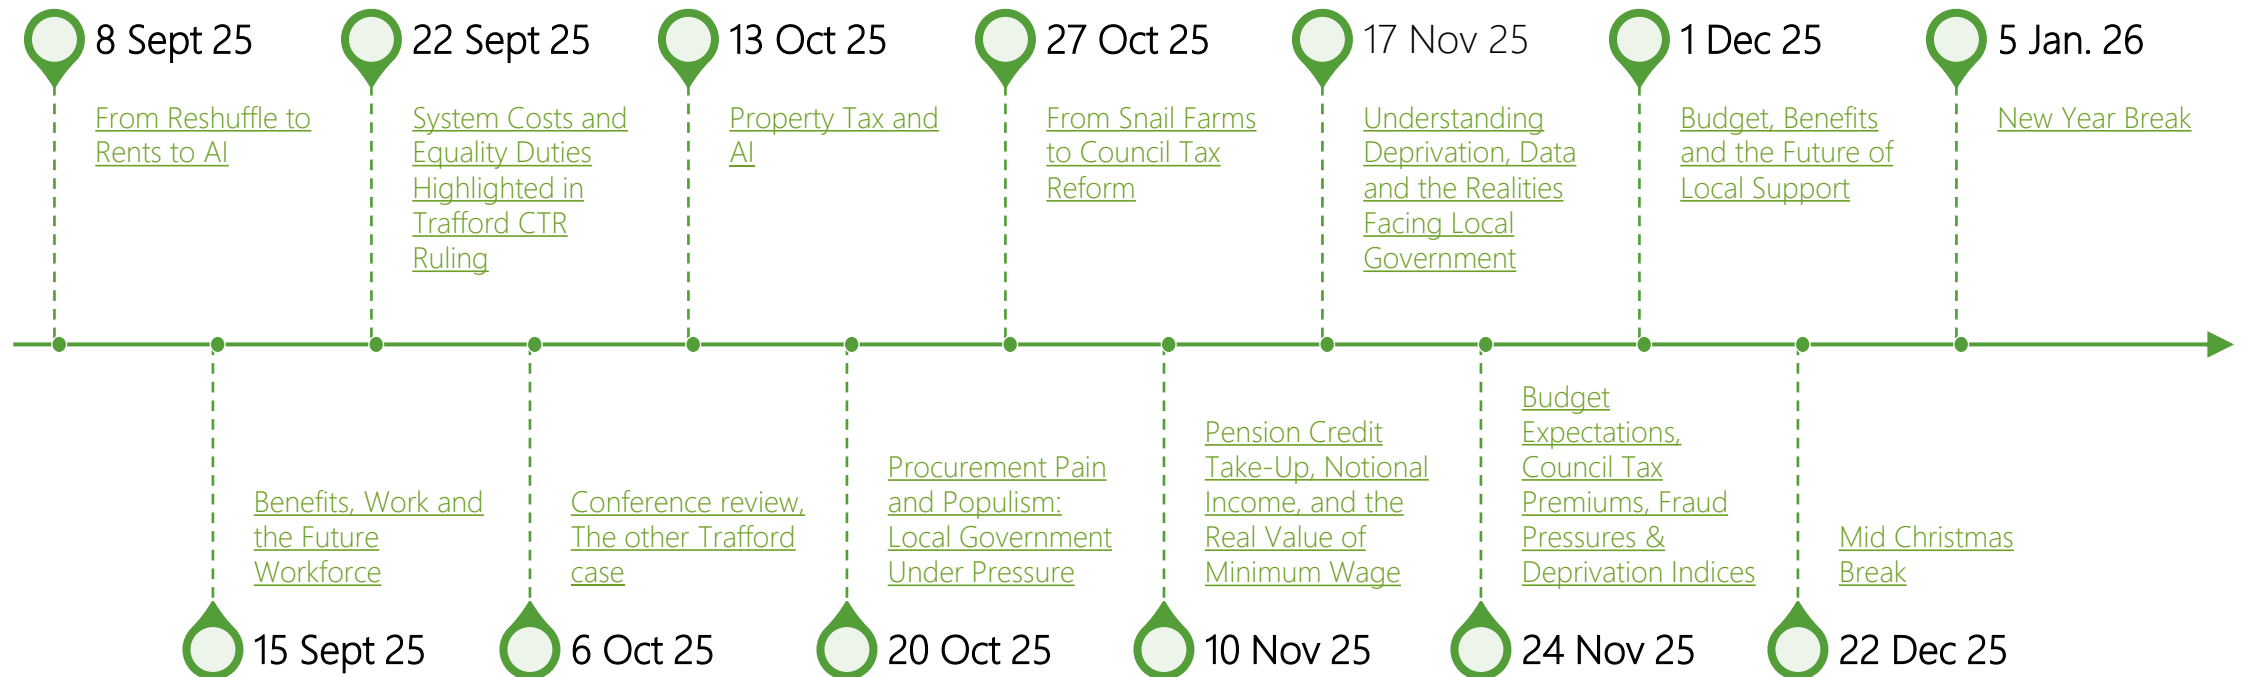 8 Sept 25
From Reshuffle to
Rents to AI
22 Sept 25
System Costs and
Equality Duties
Highlighted in
Trafford CTR
Ruling
13 Oct 25
Property Tax and
AI
27 Oct 25
From Snail Farms
to Council Tax
Reform
17 Nov 25
Understanding
Deprivation, Data
and the Realities
Facing Local
Government
1 Dec 25
Budget, Benefits
and the Future of
Local Support
5 Jan. 26
New Year Break
Benefits, Work and
the Future
Workforce
15 Sept 25
Conference review,
The other Trafford
case
6 Oct 25
Procurement Pain
and Populism:
Local Government
Under Pressure
20 Oct 25
Pension Credit
Take-Up, Notional
Income, and the
Real Value of
Minimum Wage
10 Nov 25
Budget
Expectations,
Council Tax
Premiums, Fraud
Pressures &
Deprivation Indices
24 Nov 25
Mid Christmas
Break
22 Dec 25